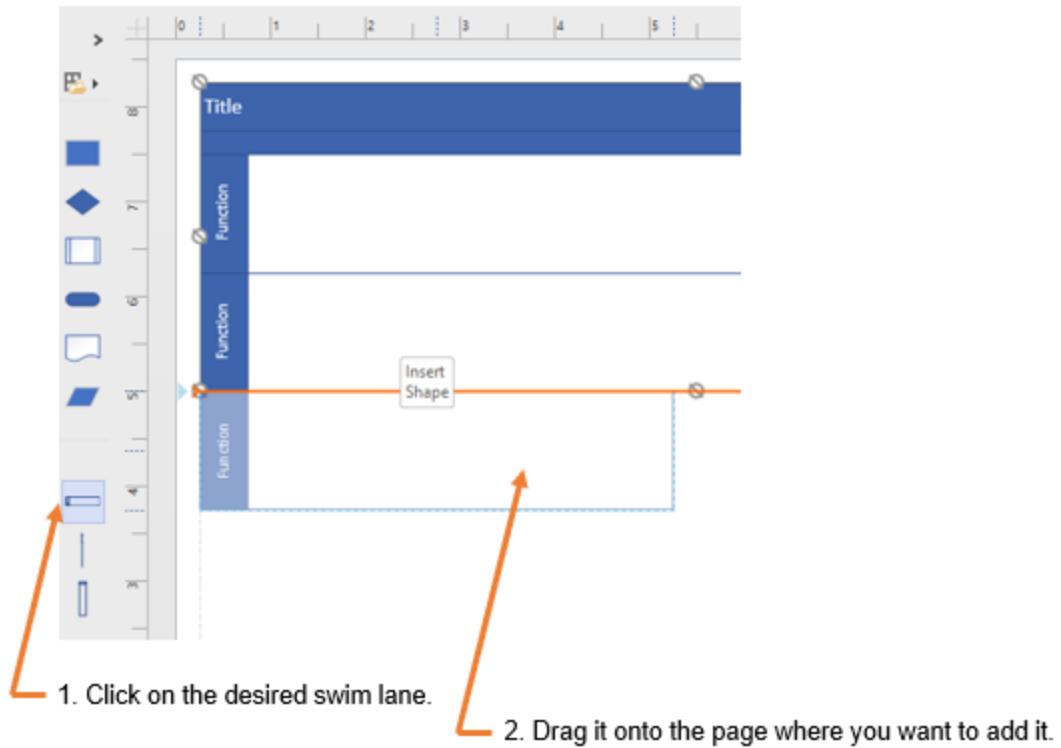 0 1 2 3 4 5
8
Title
7
Function
6
Function
Insert
Shape
5
Function
4
3
1. Click on the desired swim lane.
2. Drag it onto the page where you want to add it.